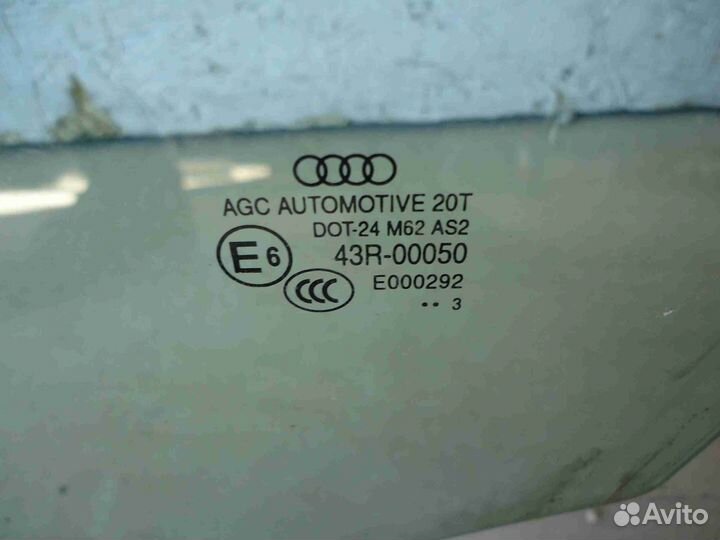 AGC AUTOMOTIVE 20T
DOT-24 M62 AS2
E6 43R-00050
CCC E000292
•• 3
Avito